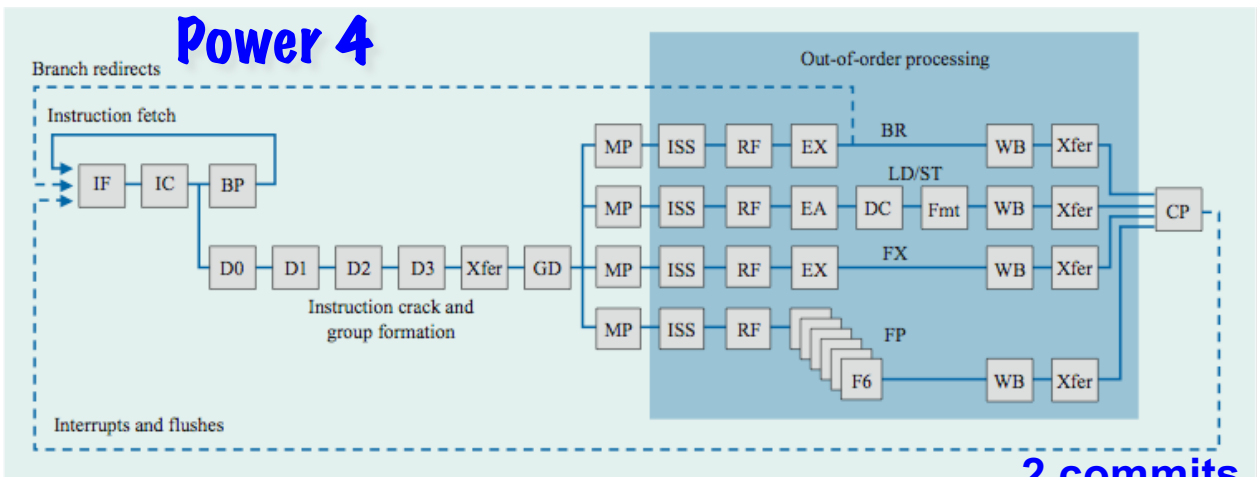 Power 4
Out-of-order processing
Branch redirects
Instruction fetch
MP ISS RF EX BR WB Xfer
IF IC BP
LD/ST
MP ISS RF EA DC Fmt WB Xfer CP
FX
D0 D1 D2 D3 Xfer GD MP ISS RF EX WB Xfer
Instruction crack and
group formation
MP ISS RF FP
F6 WB Xfer
Interrupts and flushes
2 commits